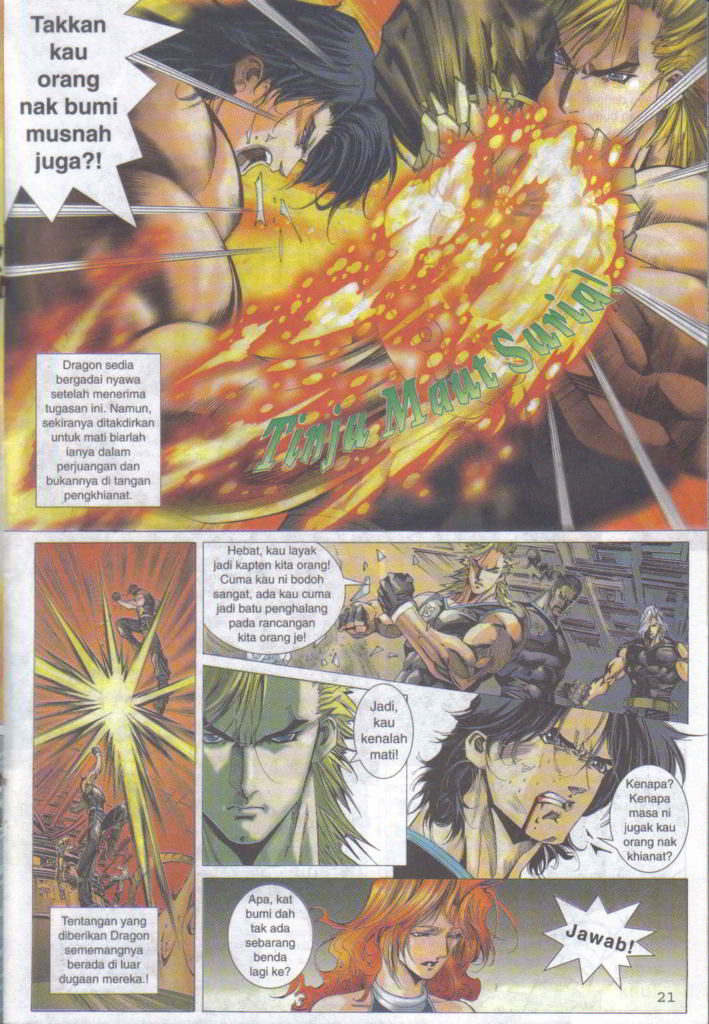 Takkan
kau
orang
nak bumi
musnah
juga?!
Tinju Maut Suria!
Dragon sedia
bergadai nyawa
setelah menerima
tugasan ini. Namun,
sekiranya ditakdirkan
untuk mati biarlah
ianya dalam
perjuangan dan
bukannya di tangan
pengkhianat.
Tentangan yang
diberikan Dragon
sememangnya
berada di luar
dugaan mereka.!
Hebat, kau layak
jadi kapten kita orang!
Cuma kau ni bodoh
sangat, ada kau cuma
jadi batu penghalang
pada rancangan
kita orang je!
Jadi,
kau
kenalah
mati!
Kenapa?
Kenapa
masa ni
jugak kau
orang nak
khianat?
Apa, kat
bumi dah
tak ada
sebarang
benda
lagi ke?
Jawab!
21